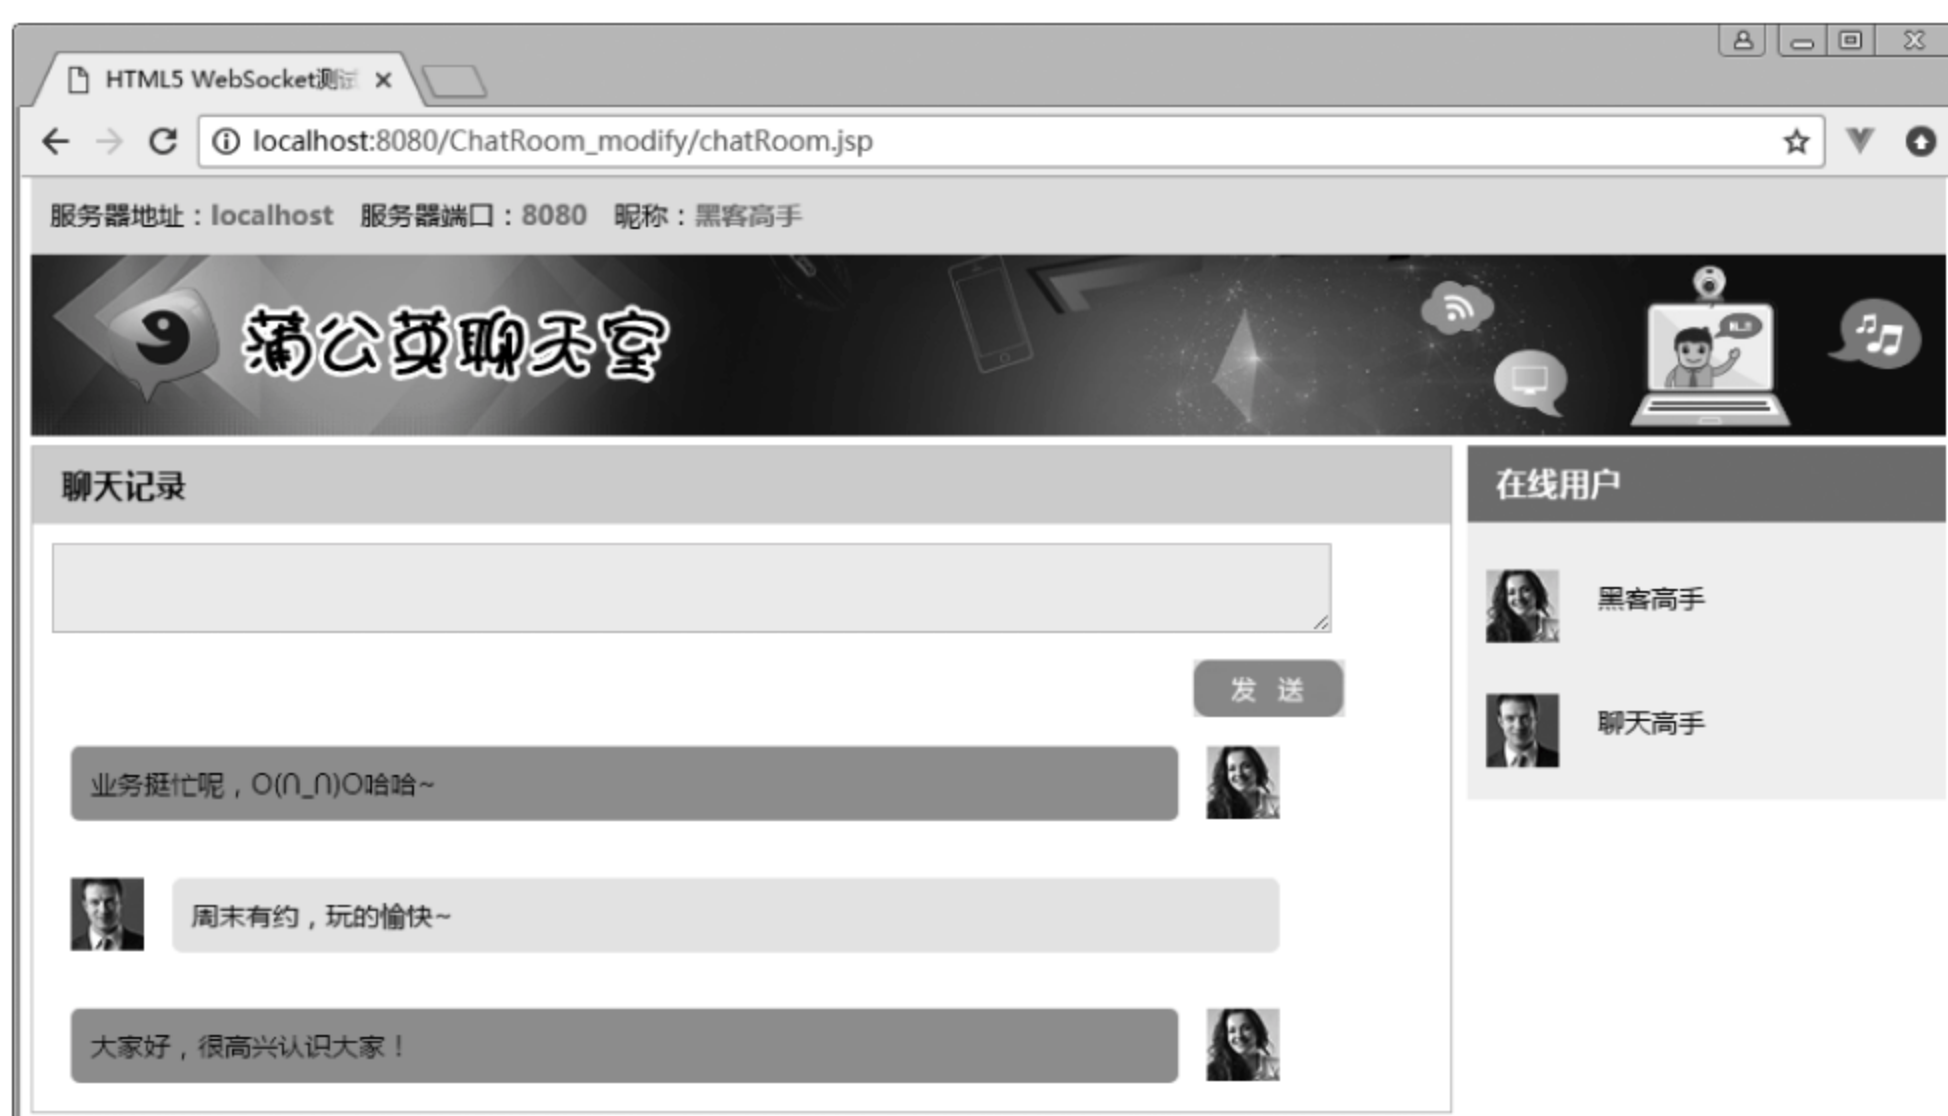 HTML5 WebSocket测试
localhost:8080/ChatRoom_modify/chatRoom.jsp
服务器地址：localhost 服务器端口：8080 昵称：黑客高手
蒲公英聊天室
聊天记录
在线用户
黑客高手
聊天高手
发 送
业务挺忙呢，O(∩_∩)O哈哈~
周末有约，玩的愉快~
大家好，很高兴认识大家！